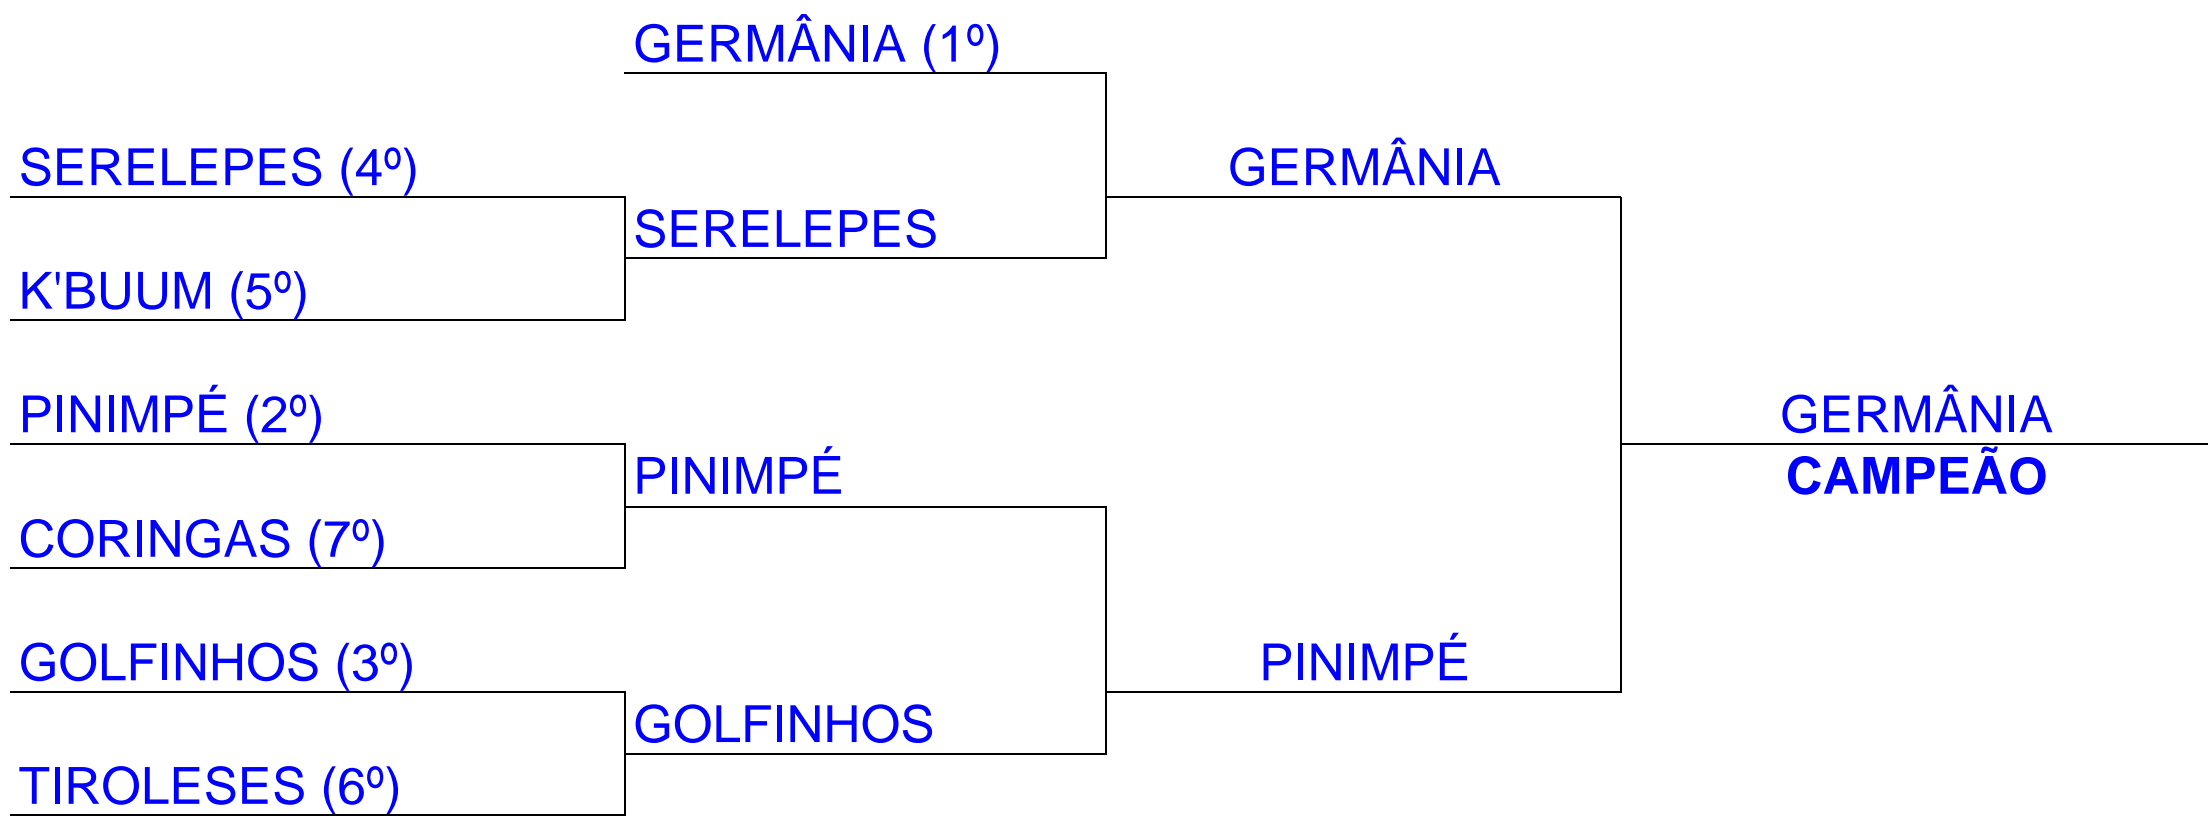 GERMÂNIA (1º)
SERELEPES (4º)
GERMÂNIA
SERELEPES
K'BUUM (5º)
PINIMPÉ (2º)
GERMÂNIA
PINIMPÉ
CAMPEÃO
CORINGAS (7º)
GOLFINHOS (3º)
PINIMPÉ
GOLFINHOS
TIROLESES (6º)